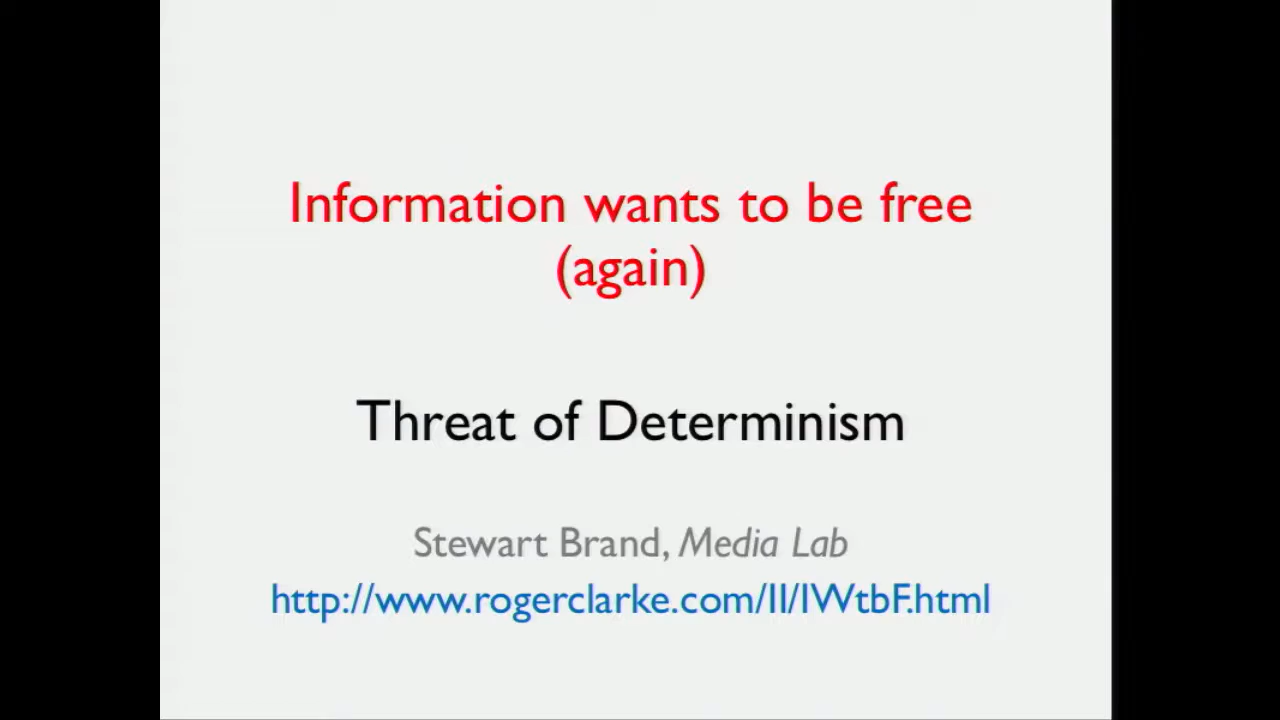 Information wants to be free
(again)
Threat of Determinism
Stewart Brand, Media Lab
http://www.rogerclarke.com/II/IWtbF.html